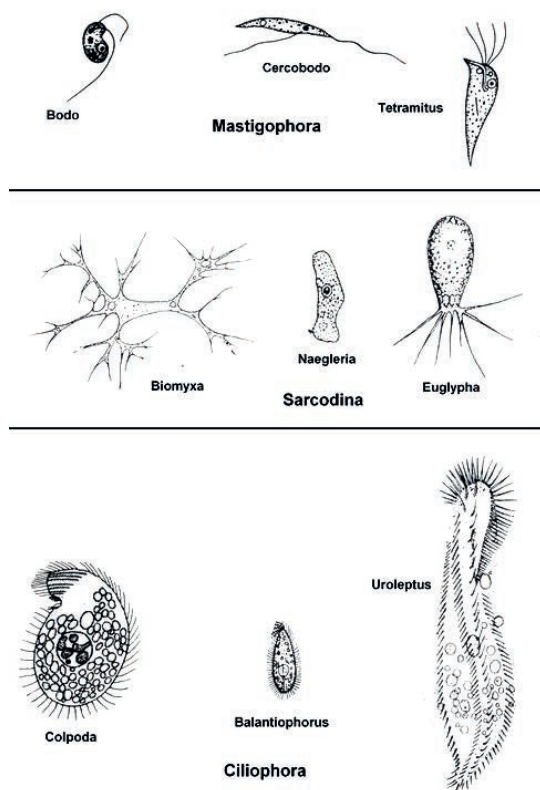 Bodo
Cercobodo
Tetramitus
Mastigophora
Biomyxa
Naegleria
Euglypha
Sarcodina
Colpoda
Balantiophorus
Uroleptus
Ciliophora